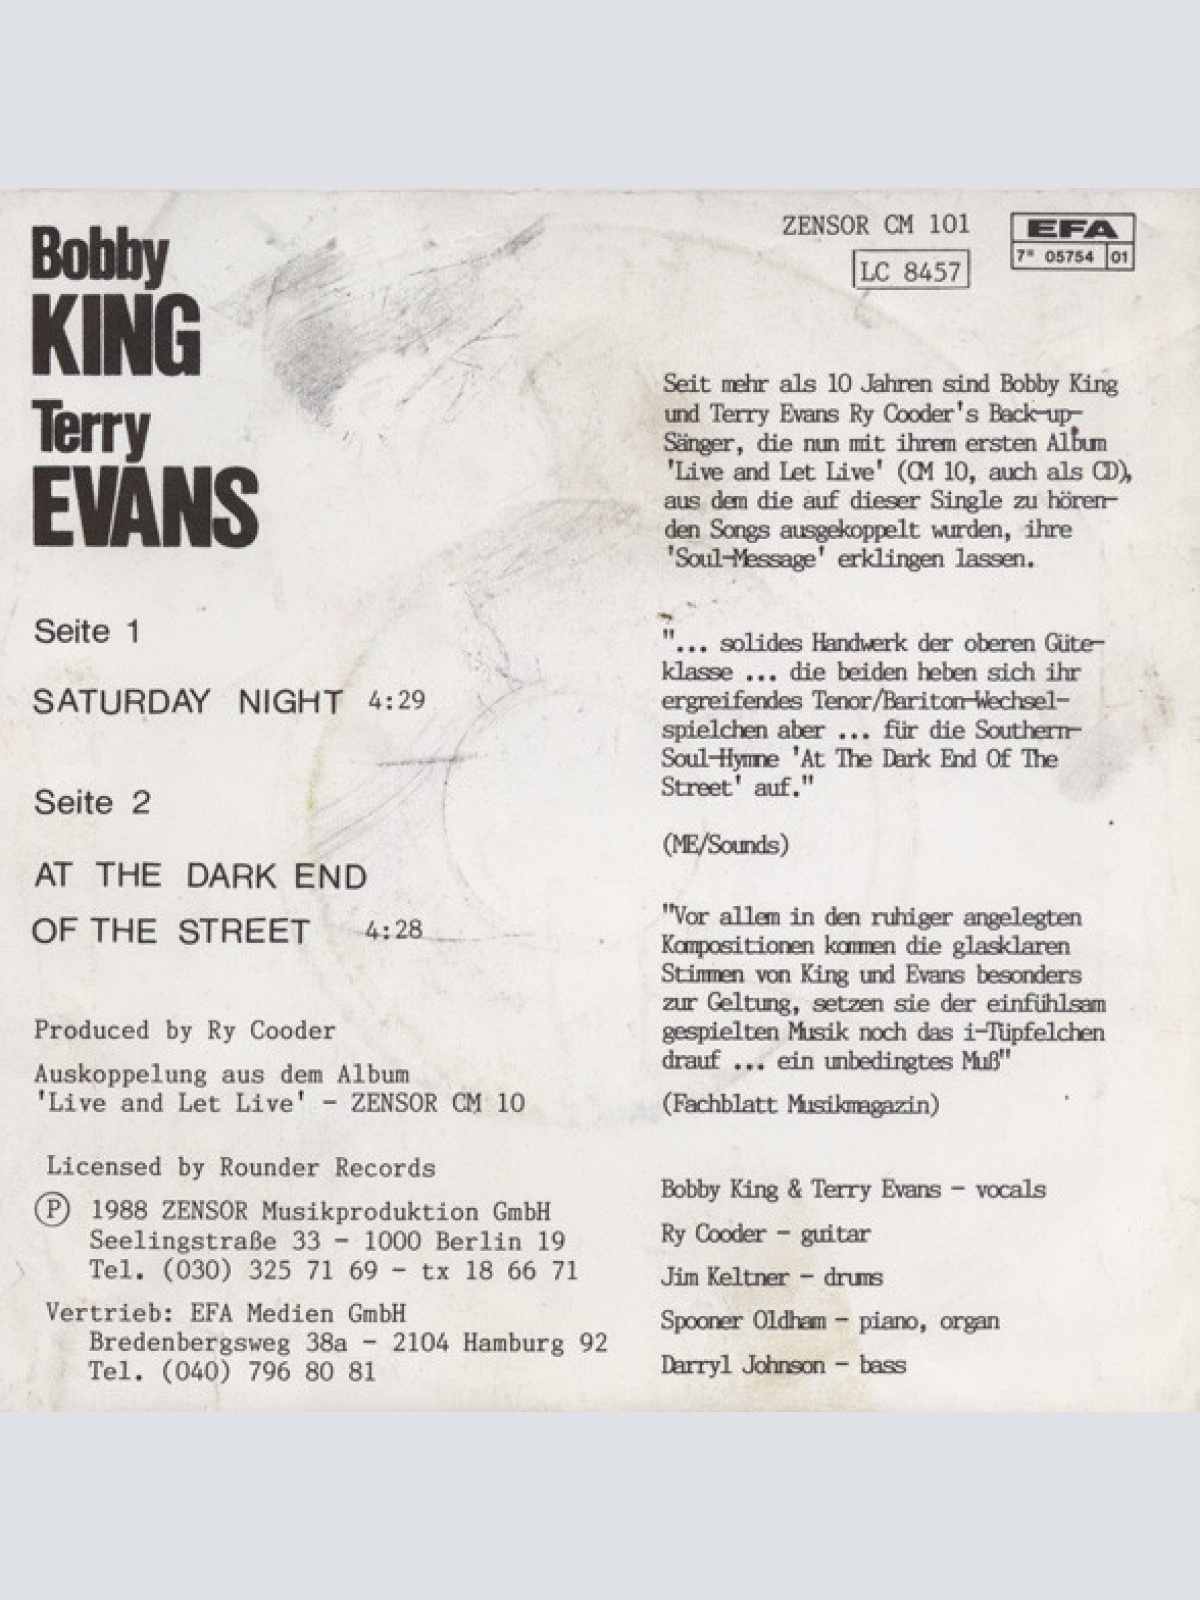 Bobby
KING
Terry
EVANS
Seite 1
SATURDAY NIGHT 4:29
Seite 2
AT THE DARK END
OF THE STREET 4:28
Produced by Ry Cooder
Auskoppelung aus dem Album
'Live and Let Live' - ZENSOR CM 10
Licensed by Rounder Records
Ⓟ 1988 ZENSOR Musikproduktion GmbH
Seelingstraße 33 - 1000 Berlin 19
Tel. (030) 325 71 69 - tx 18 66 71
Vertrieb: EFA Medien GmbH
Bredenbergsweg 38a - 2104 Hamburg 92
Tel. (040) 796 80 81
ZENSOR CM 101
LC 8457
EFA
7" 05754 01
Seit mehr als 10 Jahren sind Bobby King
und Terry Evans Ry Cooder's Back-up-
Sänger, die nun mit ihrem ersten Album
'Live and Let Live' (CM 10, auch als CD),
aus dem die auf dieser Single zu hören-
den Songs ausgekoppelt wurden, ihre
'Soul-Message' erklingen lassen.
"... solides Handwerk der oberen Güte-
klasse ... die beiden heben sich ihr
ergreifendes Tenor/Bariton-Wechsel-
spielchen aber ... für die Southern-
Soul-Hymne 'At The Dark End Of The
Street' auf."
(ME/Sounds)
"Vor allem in den ruhiger angelegten
Kompositionen kommen die glasklaren
Stimmen von King und Evans besonders
zur Geltung, setzen sie der einfühlsam
gespielten Musik noch das i-Tüpfelchen
drauf ... ein unbedingtes Muß"
(Fachblatt Musikmagazin)
Bobby King & Terry Evans - vocals
Ry Cooder - guitar
Jim Keltner - drums
Spooner Oldham - piano, organ
Darryl Johnson - bass